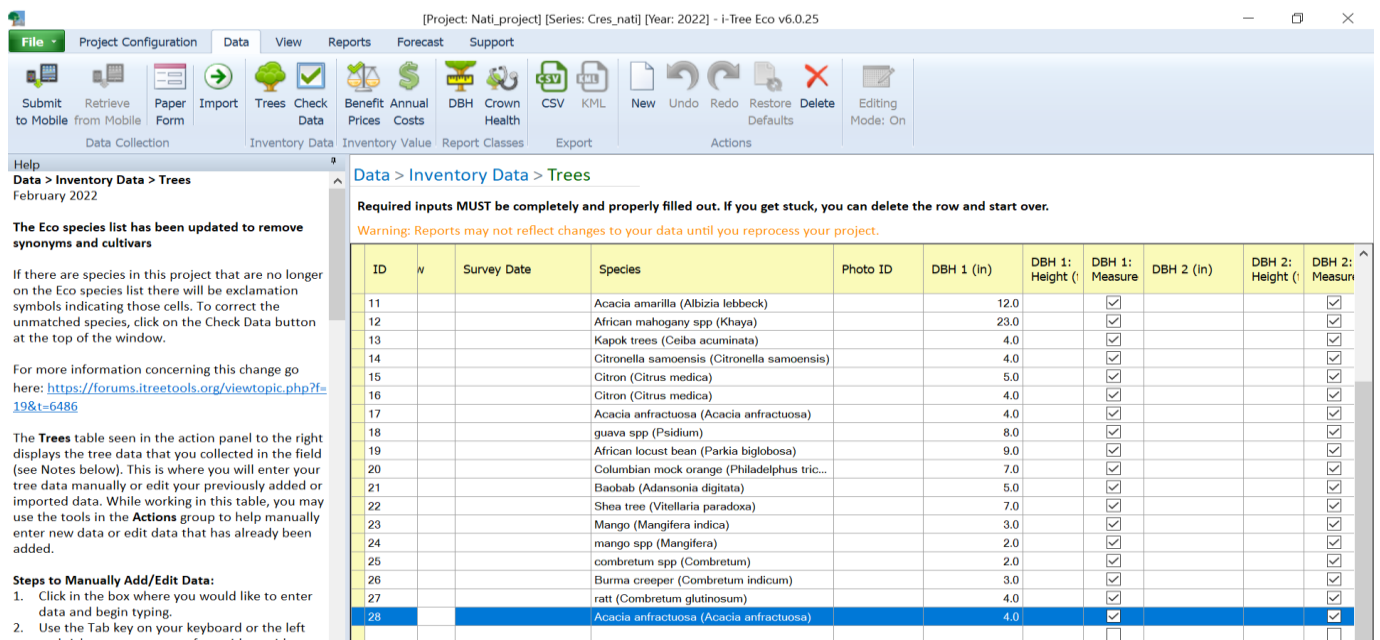 [Project: Nati_project] [Series: Cres_nati] [Year: 2022] - i-Tree Eco v6.0.25
File Project Configuration Data View Reports Forecast Support
Submit to Mobile
Retrieve from Mobile
Paper Form
Import
Trees
Check Data
Benefit Prices
Annual Costs
DBH
Crown Health
CSV
KML
New
Undo
Redo
Restore Defaults
Delete
Editing Mode: On
Data Collection Inventory Data Inventory Value Report Classes Export Actions
Help
Data > Inventory Data > Trees
February 2022
The Eco species list has been updated to remove
synonyms and cultivars
If there are species in this project that are no longer
on the Eco species list there will be exclamation
symbols indicating those cells. To correct the
unmatched species, click on the Check Data button
at the top of the window.
For more information concerning this change go
here: https://forums.itreetools.org/viewtopic.php?f=
19&t=6486
The Trees table seen in the action panel to the right
displays the tree data that you collected in the field
(see Notes below). This is where you will enter your
tree data manually or edit your previously added or
imported data. While working in this table, you may
use the tools in the Actions group to help manually
enter new data or edit data that has already been
added.
Steps to Manually Add/Edit Data:
1. Click in the box where you would like to enter
data and begin typing.
2. Use the Tab key on your keyboard or the left
Data > Inventory Data > Trees
Required inputs MUST be completely and properly filled out. If you get stuck, you can delete the row and start over.
Warning: Reports may not reflect changes to your data until you reprocess your project.
ID Survey Date Species Photo ID DBH 1 (in) DBH 1: Height ( DBH 1: Measure DBH 2 (in) DBH 2: Height ( DBH 2: Measure
11 Acacia amarilla (Albizia lebbeck) 12.0
12 African mahogany spp (Khaya) 23.0
13 Kapok trees (Ceiba acuminata) 4.0
14 Citronella samoensis (Citronella samoensis) 4.0
15 Citron (Citrus medica) 5.0
16 Citron (Citrus medica) 4.0
17 Acacia anfractuosa (Acacia anfractuosa) 4.0
18 guava spp (Psidium) 8.0
19 African locust bean (Parkia biglobosa) 9.0
20 Columbian mock orange (Philadelphus tric... 7.0
21 Baobab (Adansonia digitata) 5.0
22 Shea tree (Vitellaria paradoxa) 7.0
23 Mango (Mangifera indica) 3.0
24 mango spp (Mangifera) 2.0
25 combretum spp (Combretum) 2.0
26 Burma creeper (Combretum indicum) 3.0
27 ratt (Combretum glutinosum) 4.0
28 Acacia anfractuosa (Acacia anfractuosa) 4.0